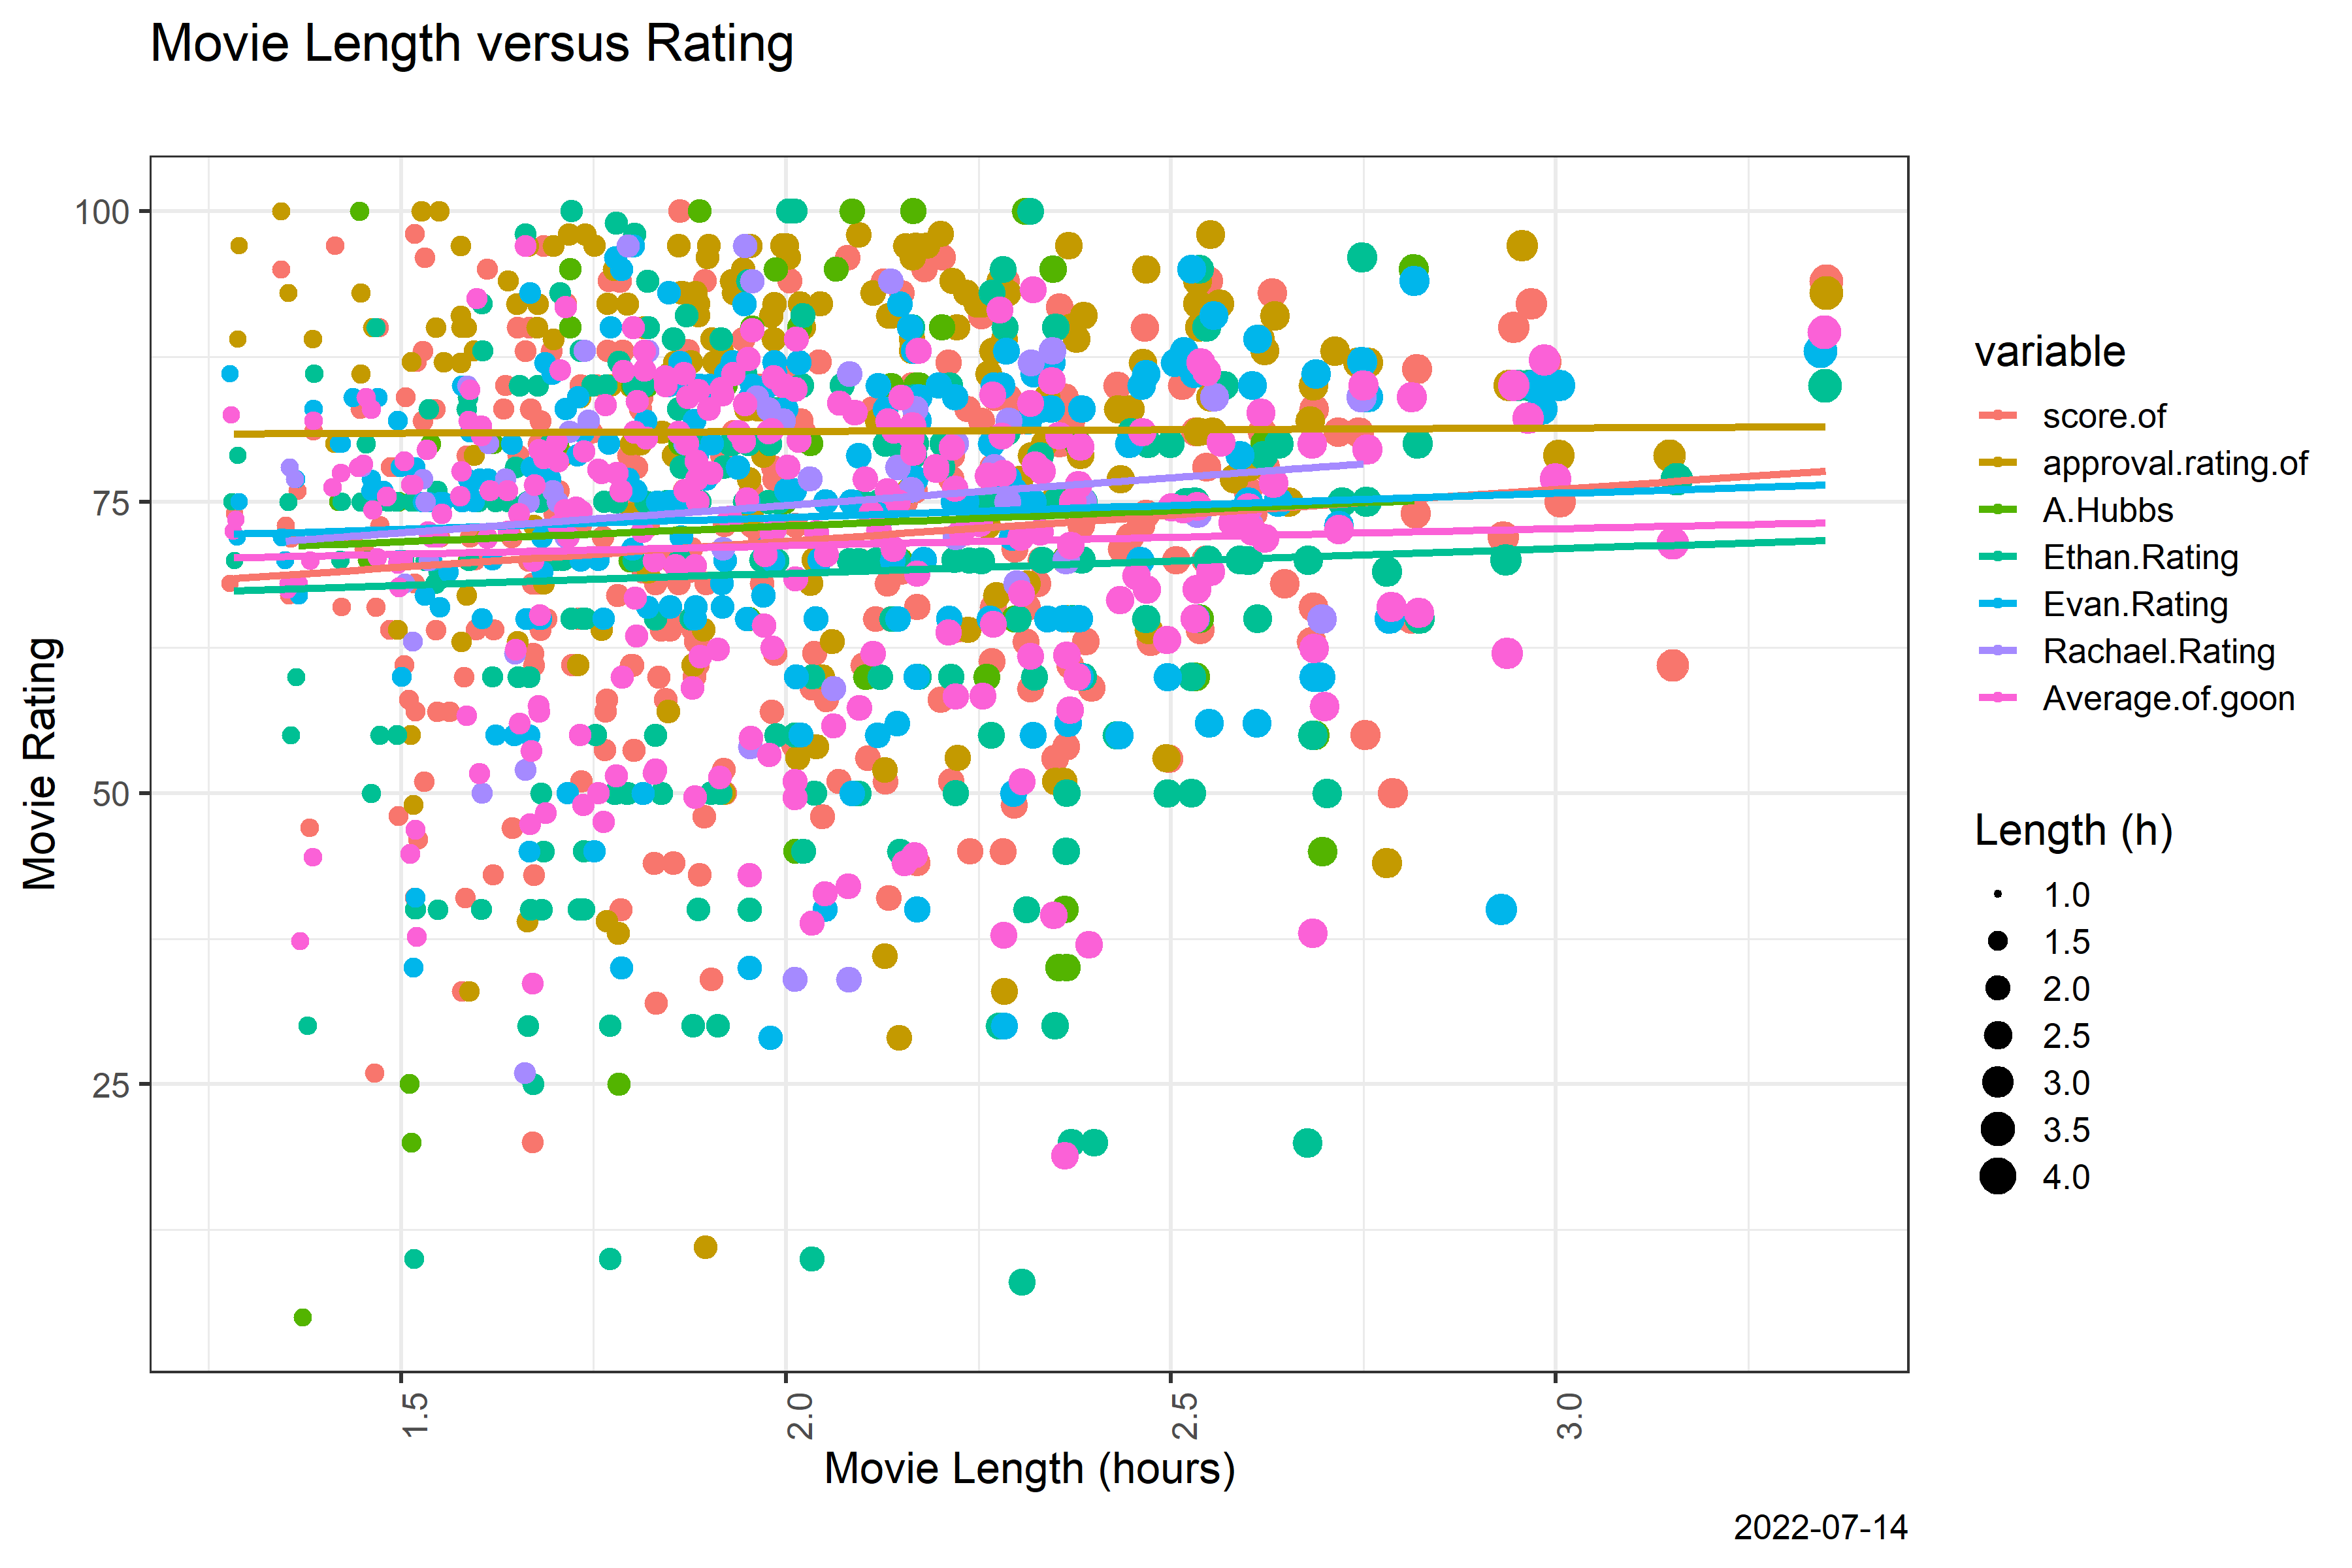 Movie Length versus Rating
Movie Rating
100
75
50
25
1.5
2.0
2.5
3.0
Movie Length (hours)
variable
score.of
approval.rating.of
A.Hubbs
Ethan.Rating
Evan.Rating
Rachael.Rating
Average.of.goon
Length (h)
1.0
1.5
2.0
2.5
3.0
3.5
4.0
2022-07-14